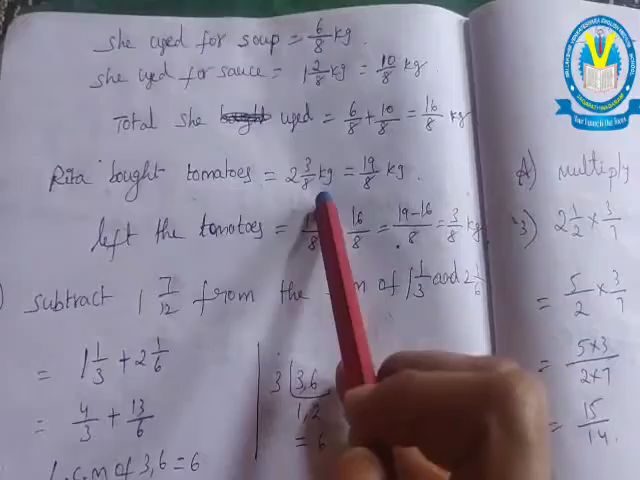 she used for soup = 6/8 kg.
she used for sauce = 1 2/8 kg = 10/8 kg.
Total she used = 6/8 + 10/8 = 16/8 kg
Rita bought tomatoes = 2 3/8 kg = 19/8 kg.
left the tomatoes = 16/8 = 19-16/8 = 3/8 kg.
subtract 1 7/12 from the of 1 1/3 and 2 1/6
= 1 1/3 + 2 1/6
= 4/3 + 13/6
L.C.M of 3,6 = 6
3 | 3,6
1,2
= 6
A) multiply
3) 2 1/2 × 3/7
= 5/2 × 3/7
= 5×3/2×7
= 15/14.